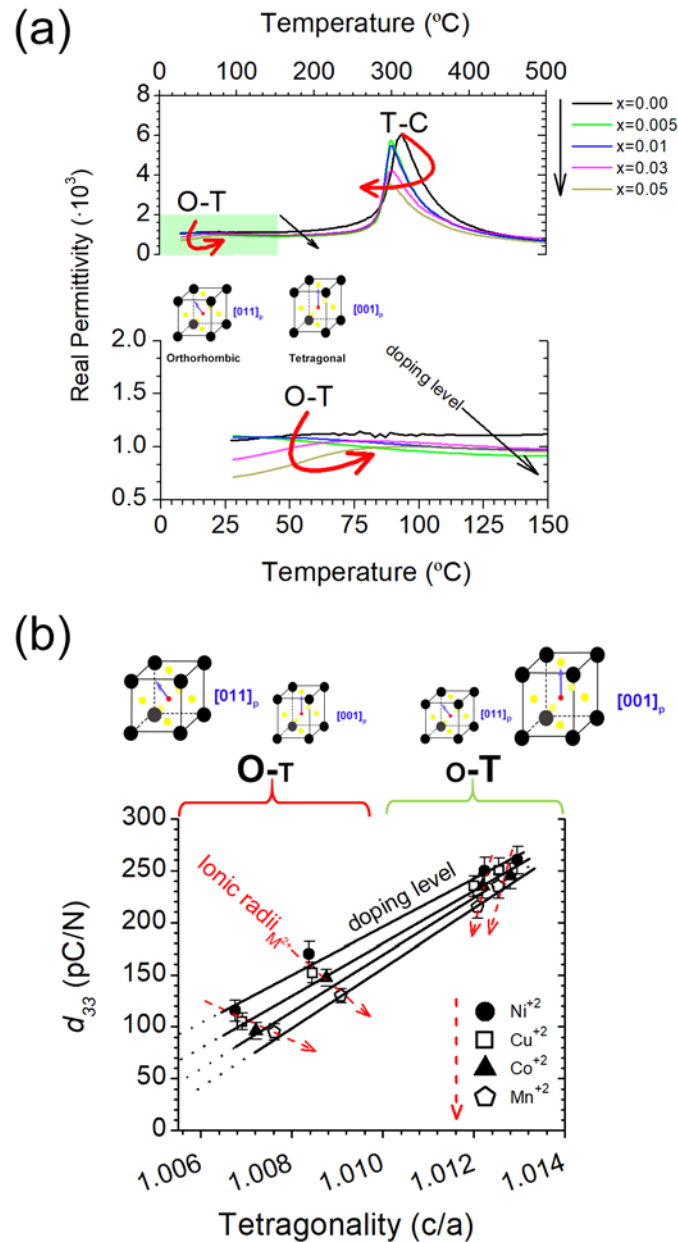 (a)
Temperature (ºC)
0 100 200 300 400 500
Real Permittivity (·10³)
8
6
4
2
0
T-C
O-T
x=0.00
x=0.005
x=0.01
x=0.03
x=0.05
[011]p
[001]p
Orthorhombic
Tetragonal
2.0
1.5
1.0
0.5
O-T
doping level
0 25 50 75 100 125 150
Temperature (ºC)
(b)
[011]p
[001]p
[011]p
[001]p
O-T
O-T
d33 (pC/N)
300
250
200
150
100
50
0
Ionic radii M2+
doping level
Ni+2
Cu+2
Co+2
Mn+2
1.006 1.008 1.010 1.012 1.014
Tetragonality (c/a)